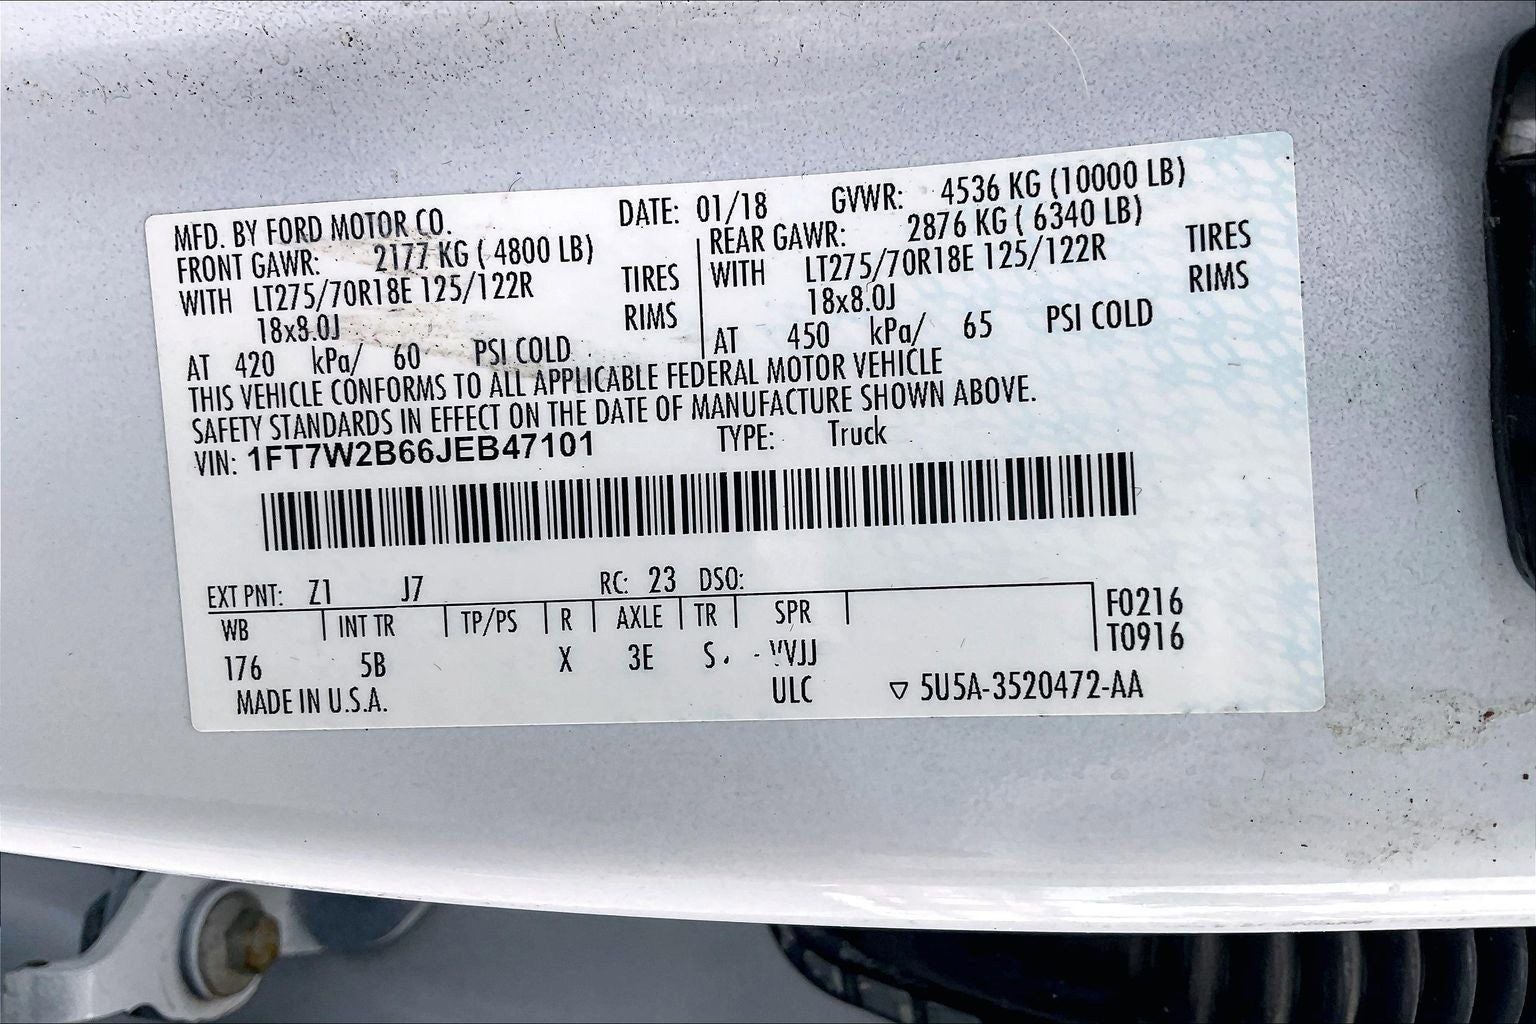 MFD. BY FORD MOTOR CO. DATE: 01/18 GVWR: 4536 KG (10000 LB)
FRONT GAWR: 2177 KG ( 4800 LB) REAR GAWR: 2876 KG ( 6340 LB)
WITH LT275/70R18E 125/122R TIRES WITH LT275/70R18E 125/122R TIRES
18x8.0J RIMS 18x8.0J RIMS
AT 420 kPa/ 60 PSI COLD AT 450 kPa/ 65 PSI COLD
THIS VEHICLE CONFORMS TO ALL APPLICABLE FEDERAL MOTOR VEHICLE
SAFETY STANDARDS IN EFFECT ON THE DATE OF MANUFACTURE SHOWN ABOVE.
VIN: 1FT7W2B66JEB47101 TYPE: Truck
EXT PNT: Z1 J7 RC: 23 DSO:
WB INT TR TP/PS R AXLE TR SPR F0216
176 5B X 3E S T0916
MADE IN U.S.A. ULC ▽ 5U5A-3520472-AA